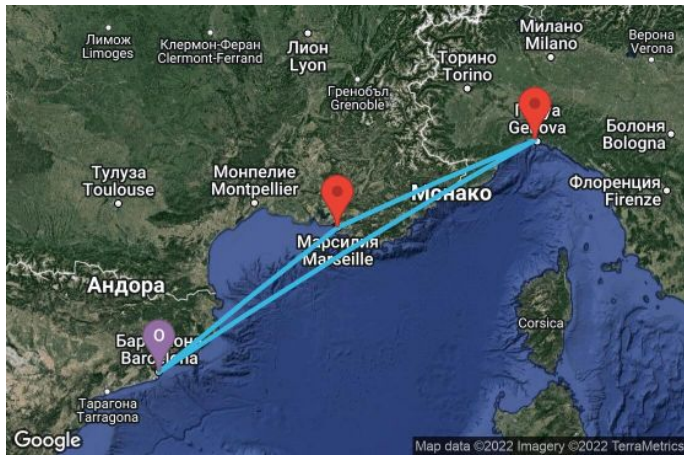 Лимож
Limoges
Клермон-Феран
Clermont-Ferrand
Лион
Lyon
Милано
Milano
Верона
Verona
Торино
Torino
Гренобъл
Grenoble
Genova
Болоня
Bologna
Тулуза
Toulouse
Монпелие
Montpellier
Монако
Флоренция
Firenze
Марсилия
Marseille
Андора
Corsica
O
Barcelona
Тарагона
Tarragona
Google
Map data ©2022 Imagery ©2022 TerraMetrics